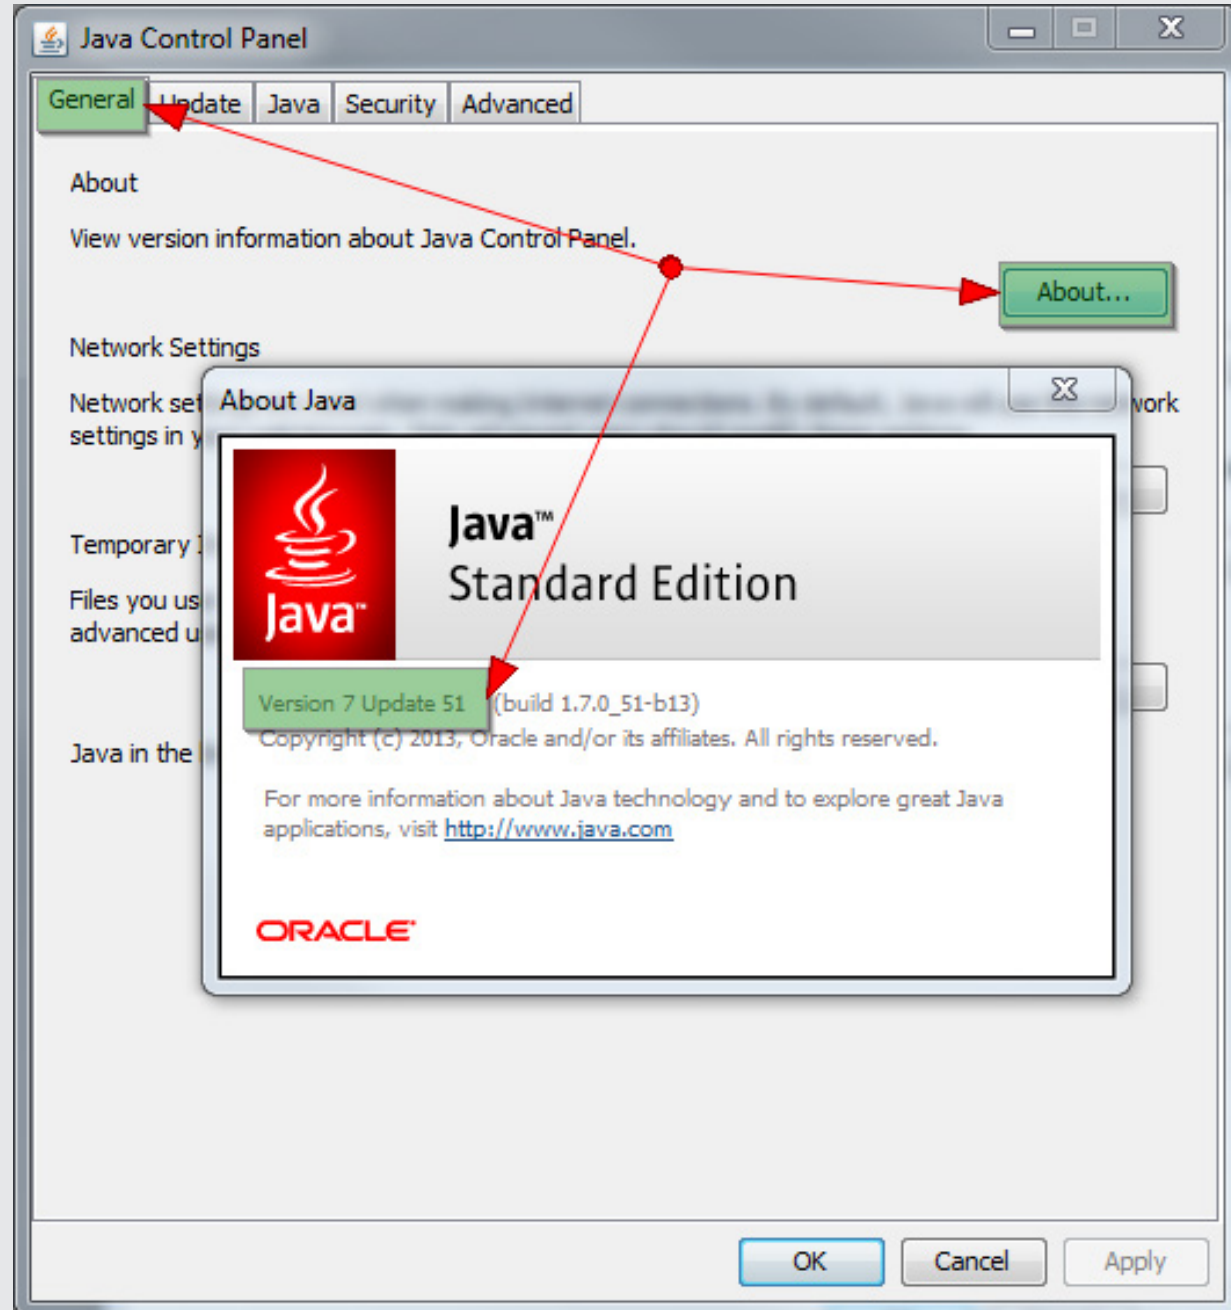 Java Control Panel
General Update Java Security Advanced
About
View version information about Java Control Panel.
About...
Network Settings
Network set
work
settings in y
About Java
Java™
Standard Edition
Java™
Temporary
Files you us
advanced u
Version 7 Update 51 (build 1.7.0_51-b13)
Copyright (c) 2013, Oracle and/or its affiliates. All rights reserved.
Java in the
For more information about Java technology and to explore great Java
applications, visit http://www.java.com
ORACLE
OK Cancel Apply